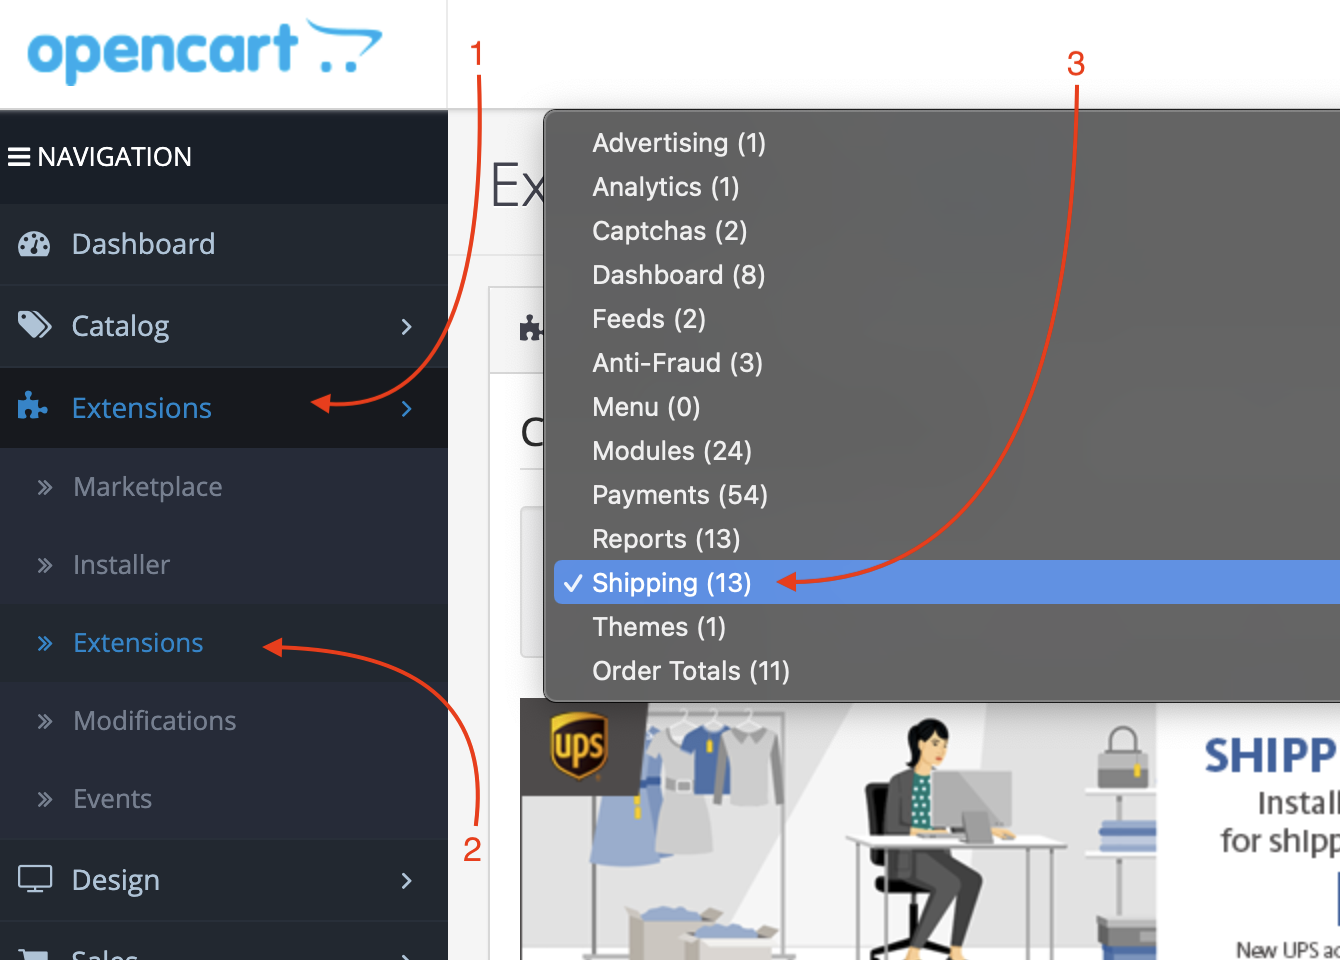 opencart
1
3
NAVIGATION
Dashboard
Catalog
Extensions
Marketplace
Installer
Extensions
Modifications
Events
2
Design
Sales
Ex
Advertising (1)
Analytics (1)
Captchas (2)
Dashboard (8)
Feeds (2)
Anti-Fraud (3)
Menu (0)
Modules (24)
Payments (54)
Reports (13)
✓ Shipping (13)
Themes (1)
Order Totals (11)
C
ups
SHIPP
Install
for shipp
New UPS ac